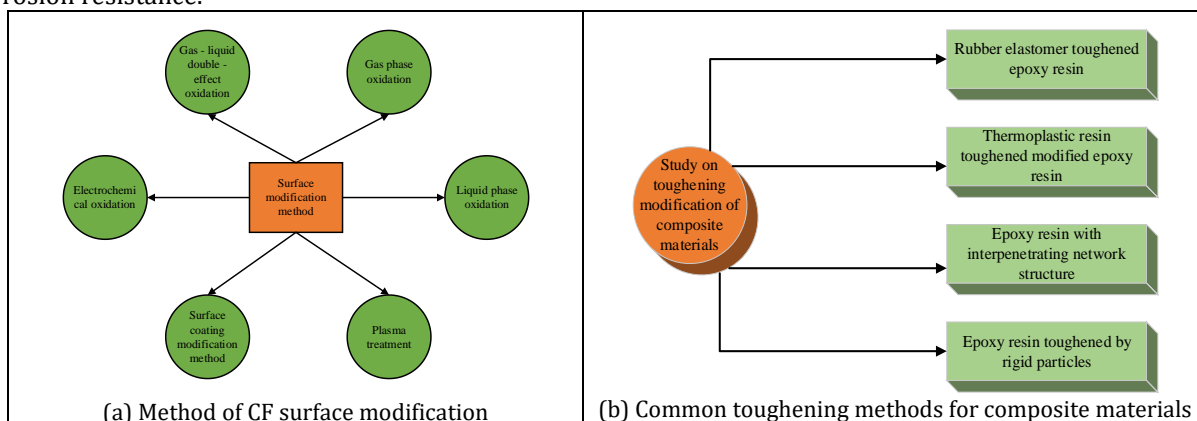 rosion resistance.
Gas - liquid
double -
effect
oxidation
Gas phase
oxidation
Electrochemi
cal oxidation
Surface
modification
method
Liquid phase
oxidation
Surface
coating
modification
method
Plasma
treatment
(a) Method of CF surface modification
Rubber elastomer toughened
epoxy resin
Thermoplastic resin
toughened modified epoxy
resin
Study on
toughening
modification of
composite
materials
Epoxy resin with
interpenetrating network
structure
Epoxy resin toughened by
rigid particles
(b) Common toughening methods for composite materials